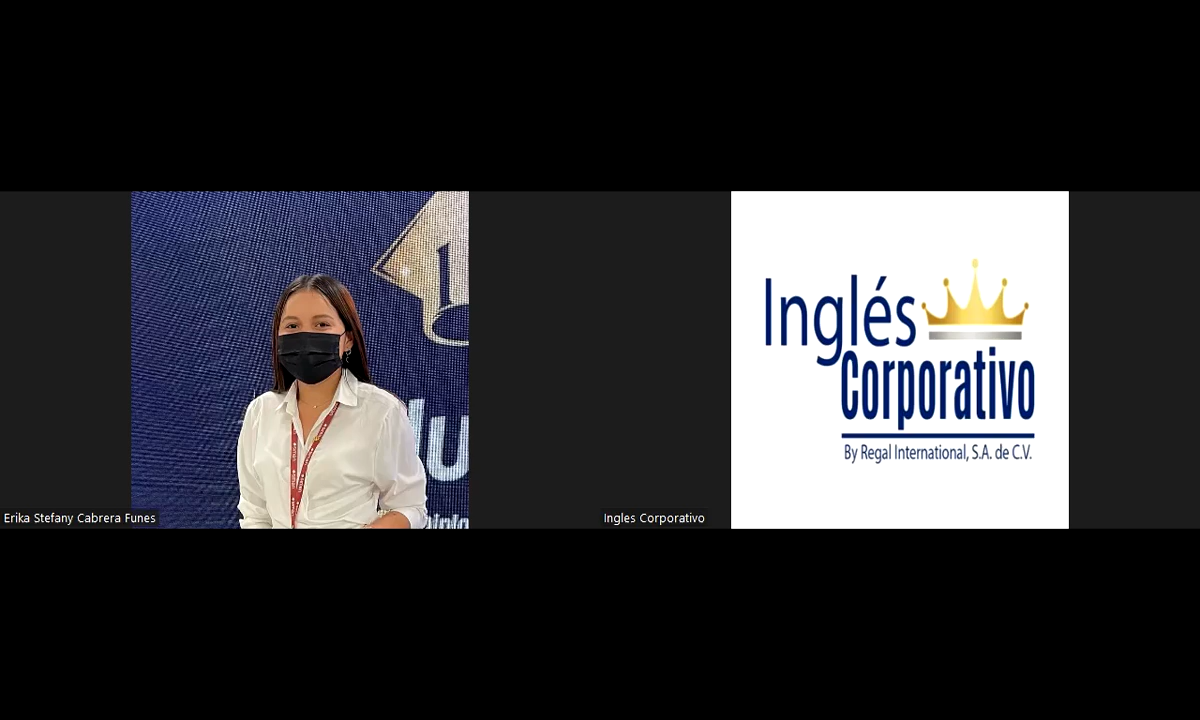 Erika Stefany Cabrera Funes
Inglés
Corporativo
By Regal International, S.A. de C.V.
Ingles Corporativo